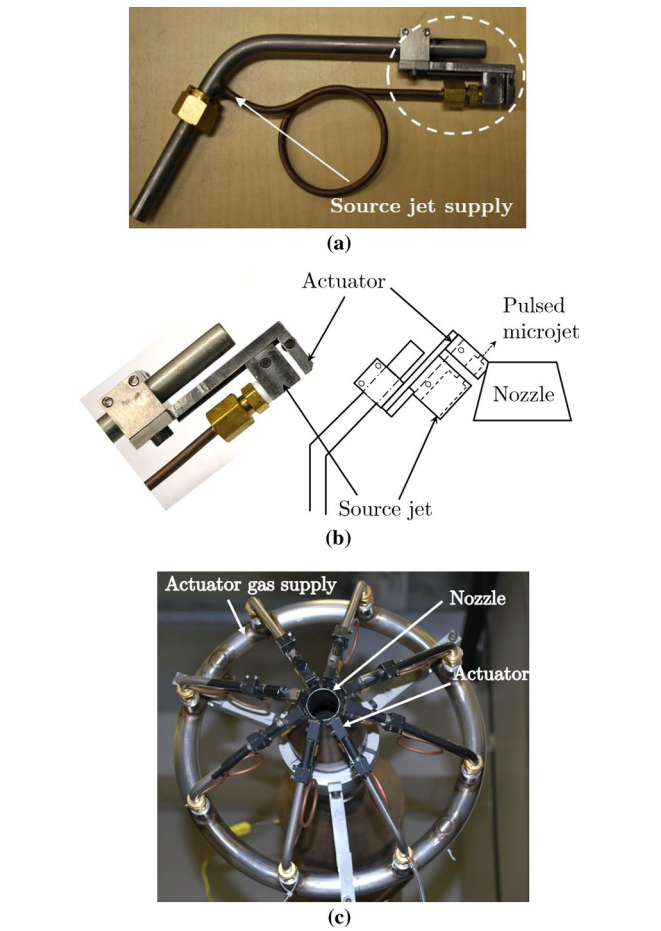 Source jet supply
(a)
Actuator
Pulsed
microjet
Nozzle
Source jet
(b)
Actuator gas supply
Nozzle
Actuator
(c)